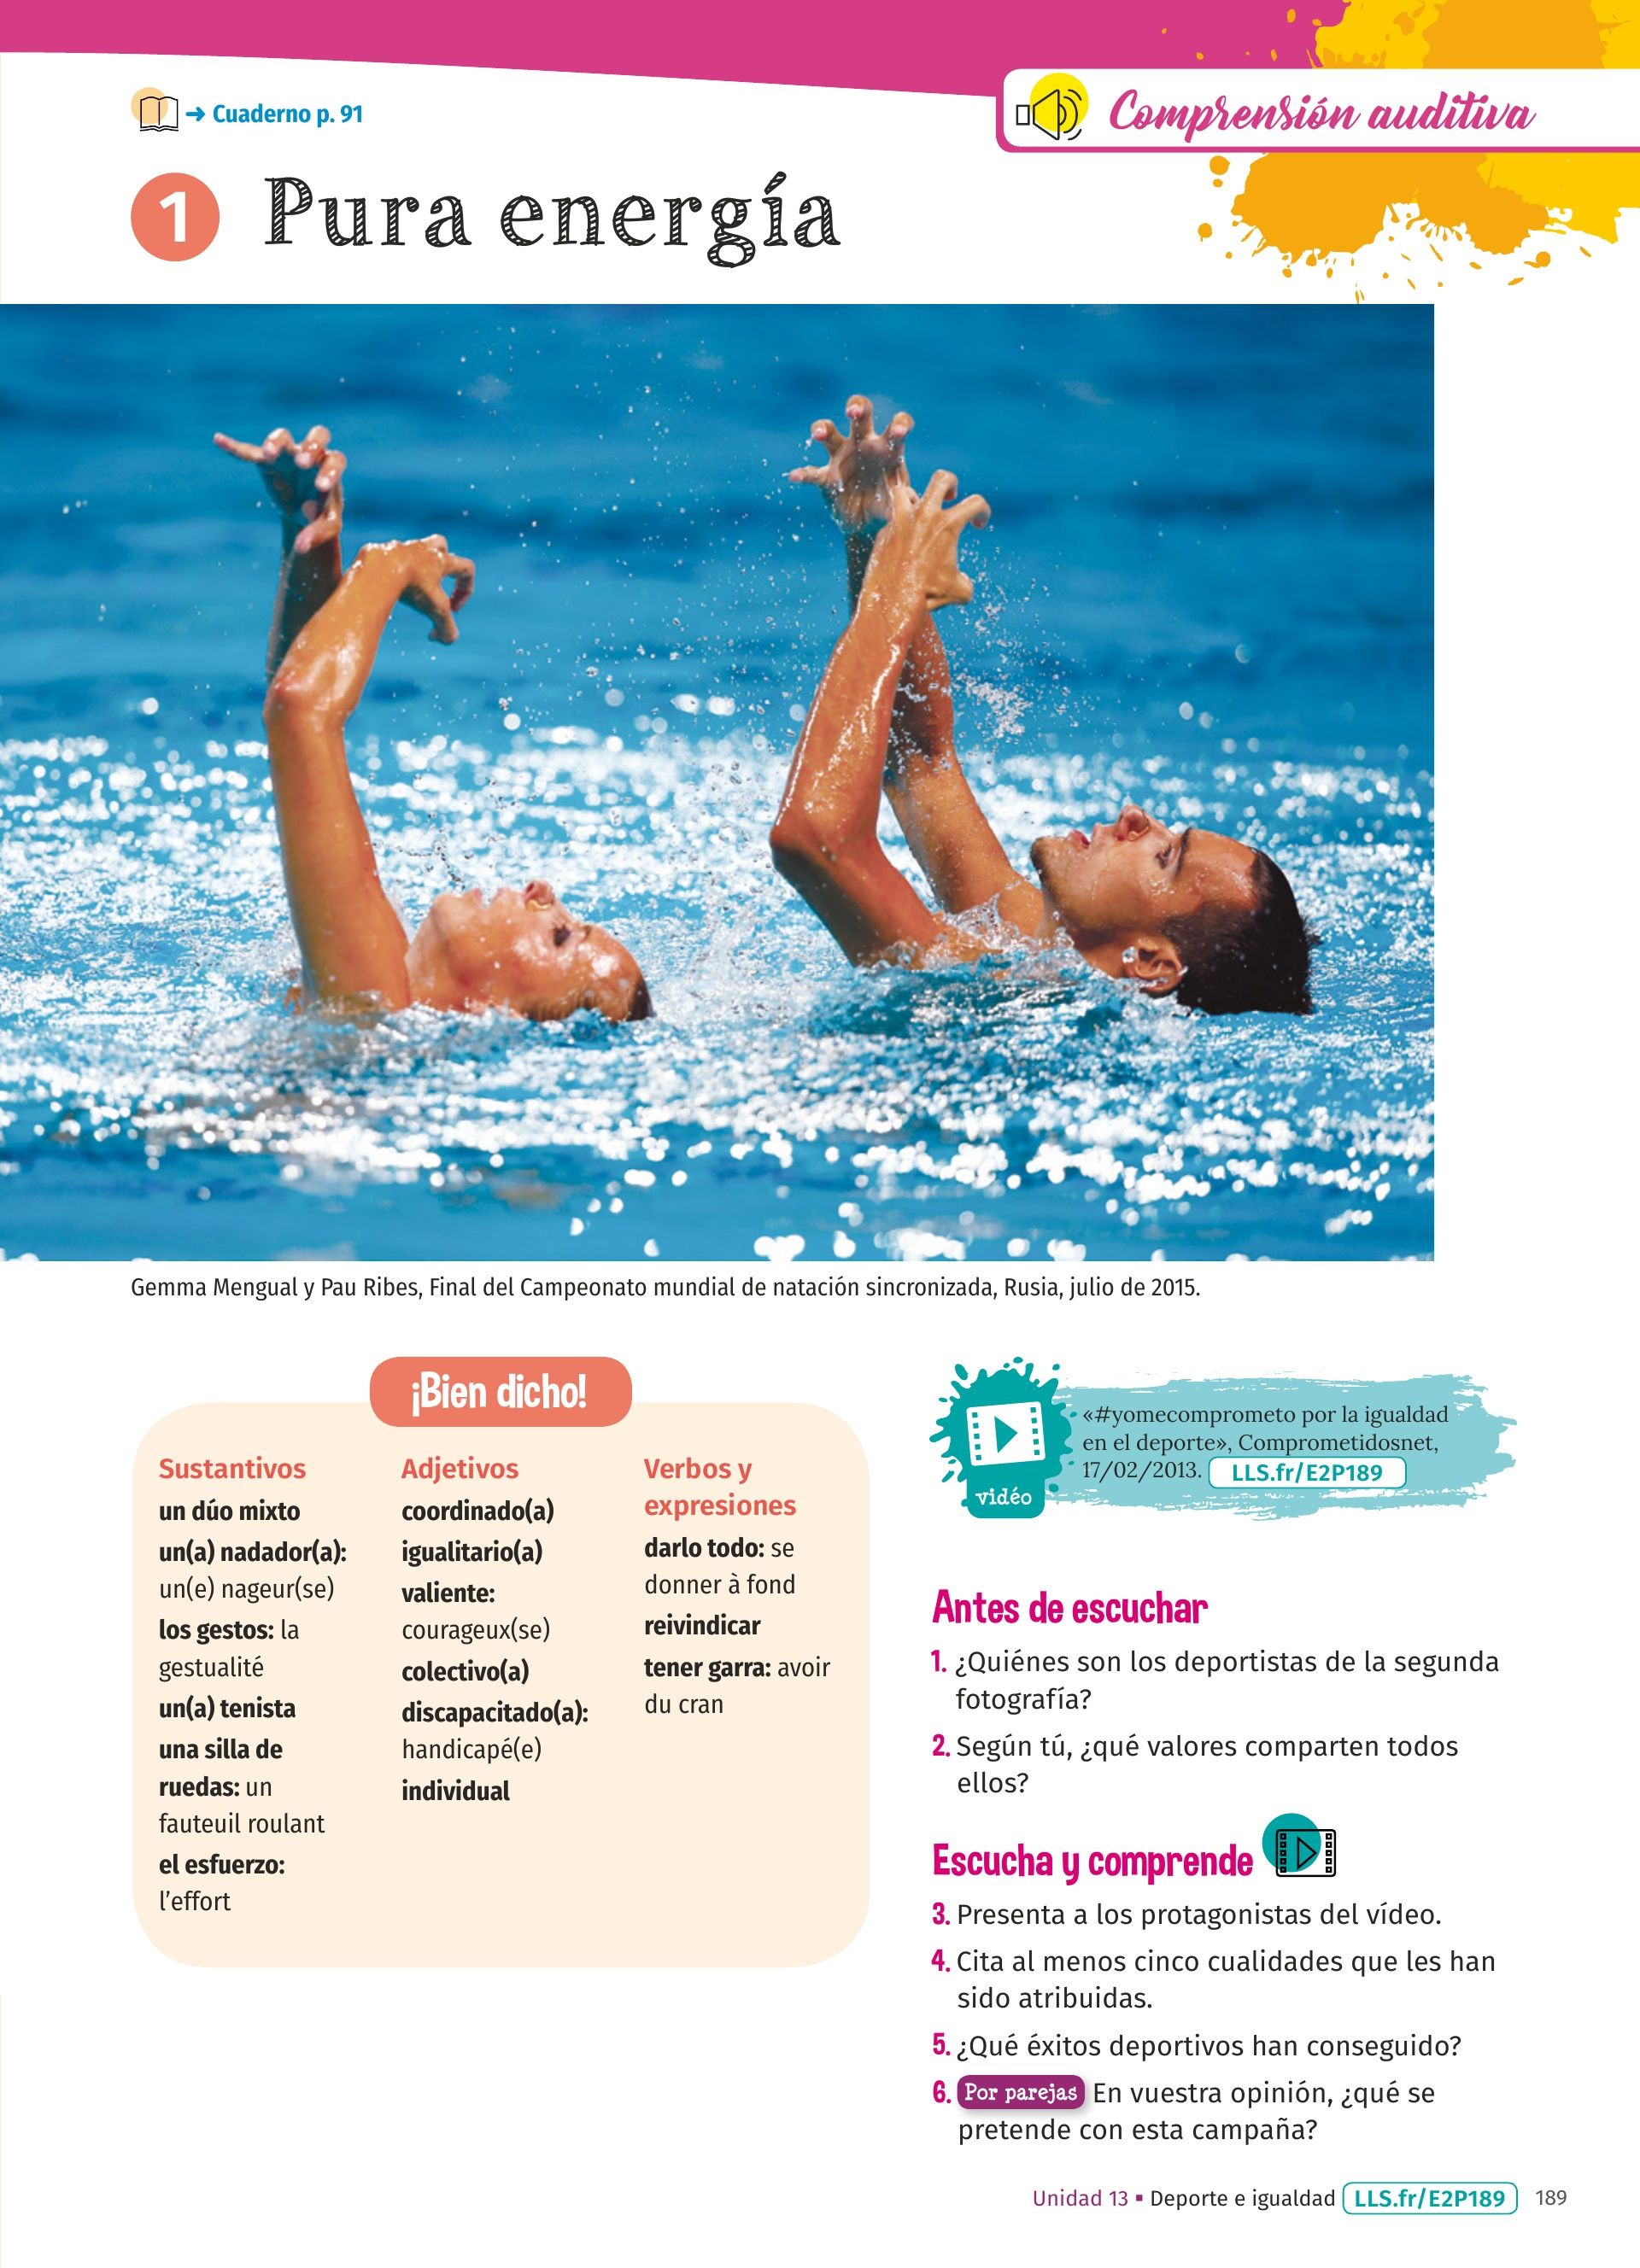 ➜ Cuaderno p. 91
Comprensión auditiva
1 Pura energía
Gemma Mengual y Pau Ribes, Final del Campeonato mundial de natación sincronizada, Rusia, julio de 2015.
¡Bien dicho!
Sustantivos
un dúo mixto
un(a) nadador(a):
un(e) nageur(se)
los gestos: la
gestualité
un(a) tenista
una silla de
ruedas: un
fauteuil roulant
el esfuerzo:
l'effort
Adjetivos
coordinado(a)
igualitario(a)
valiente:
courageux(se)
colectivo(a)
discapacitado(a):
handicapé(e)
individual
Verbos y
expresiones
darlo todo: se
donner à fond
reivindicar
tener garra: avoir
du cran
vidéo
«#yomecomprometo por la igualdad
en el deporte», Comprometidosnet,
17/02/2013. LLS.fr/E2P189
Antes de escuchar
1. ¿Quiénes son los deportistas de la segunda
fotografía?
2. Según tú, ¿qué valores comparten todos
ellos?
Escucha y comprende
3. Presenta a los protagonistas del vídeo.
4. Cita al menos cinco cualidades que les han
sido atribuidas.
5. ¿Qué éxitos deportivos han conseguido?
6. Por parejas En vuestra opinión, ¿qué se
pretende con esta campaña?
Unidad 13 ▪ Deporte e igualdad LLS.fr/E2P189 189